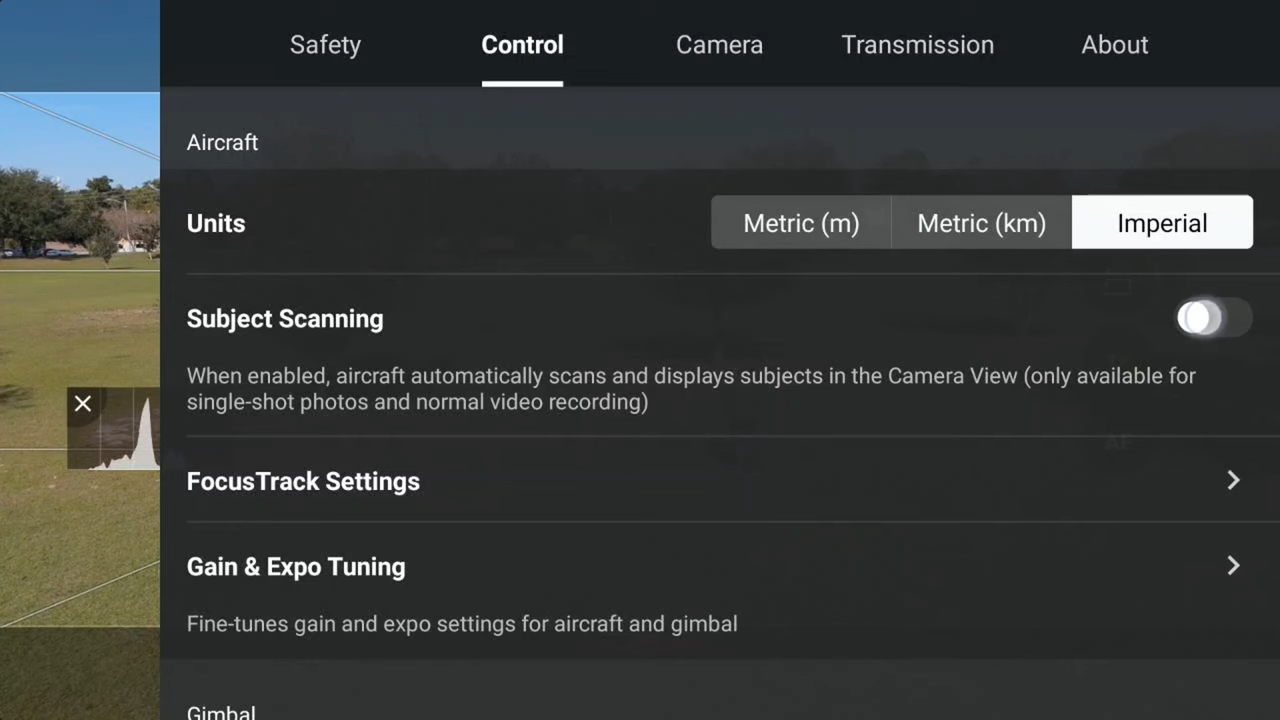 Safety Control Camera Transmission About
Aircraft
Units Metric (m) Metric (km) Imperial
Subject Scanning
When enabled, aircraft automatically scans and displays subjects in the Camera View (only available for
single-shot photos and normal video recording)
AF
FocusTrack Settings
Gain & Expo Tuning
Fine-tunes gain and expo settings for aircraft and gimbal
Gimbal